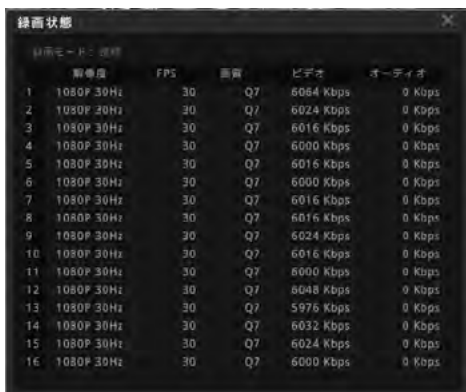 録画状態
録画モード: 連続
解像度 FPS 画質 ビデオ オーディオ
1 1080P 30Hz 30 Q7 6064 Kbps 0 Kbps
2 1080P 30Hz 30 Q7 6024 Kbps 0 Kbps
3 1080P 30Hz 30 Q7 6016 Kbps 0 Kbps
4 1080P 30Hz 30 Q7 6000 Kbps 0 Kbps
5 1080P 30Hz 30 Q7 6016 Kbps 0 Kbps
6 1080P 30Hz 30 Q7 6000 Kbps 0 Kbps
7 1080P 30Hz 30 Q7 6016 Kbps 0 Kbps
8 1080P 30Hz 30 Q7 6016 Kbps 0 Kbps
9 1080P 30Hz 30 Q7 6024 Kbps 0 Kbps
10 1080P 30Hz 30 Q7 6016 Kbps 0 Kbps
11 1080P 30Hz 30 Q7 6000 Kbps 0 Kbps
12 1080P 30Hz 30 Q7 6048 Kbps 0 Kbps
13 1080P 30Hz 30 Q7 5976 Kbps 0 Kbps
14 1080P 30Hz 30 Q7 6032 Kbps 0 Kbps
15 1080P 30Hz 30 Q7 6024 Kbps 0 Kbps
16 1080P 30Hz 30 Q7 6000 Kbps 0 Kbps